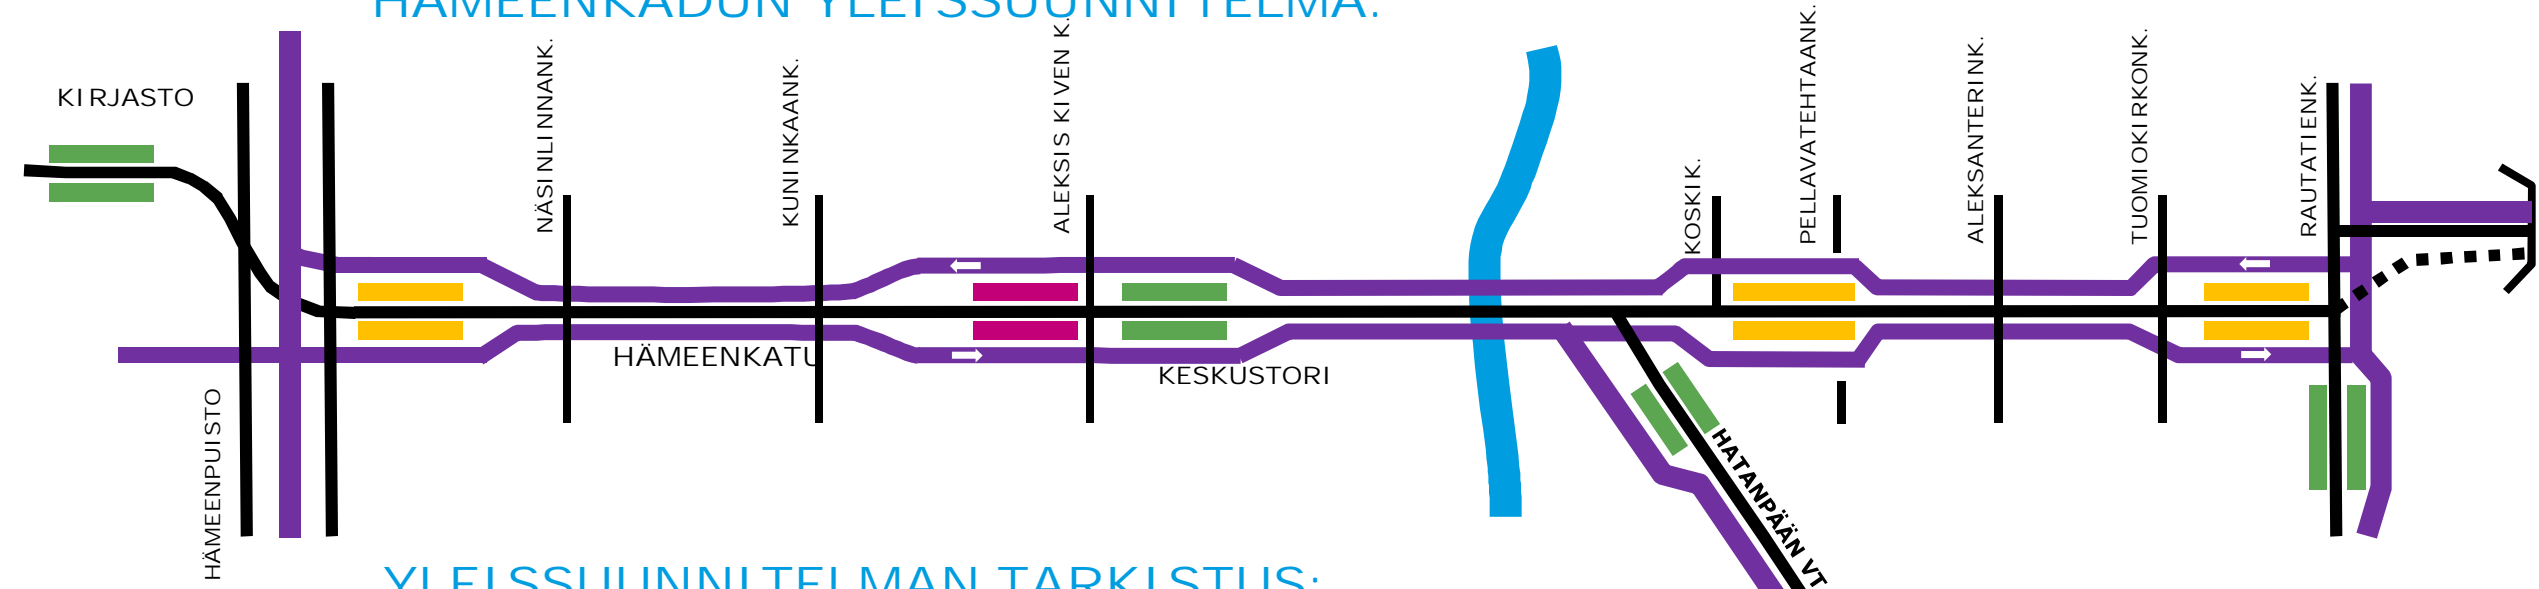 HÄMEENKADUN YLEISSUUNNITELMA:
KIRJASTO
NÄSINLINNANK.
KUNINKAANK.
ALEKSIS KIVEN K.
KOSKIK.
PELLAVATEHTAANK.
ALEKSANTERINK.
TUOMIOKIRKONK.
RAUTATIENK.
HÄMEENKATU
KESKUSTORI
HÄMEENPUISTO
HATANPÄÄN VT
YLEISSUUNNITELMAN TARKISTUS: